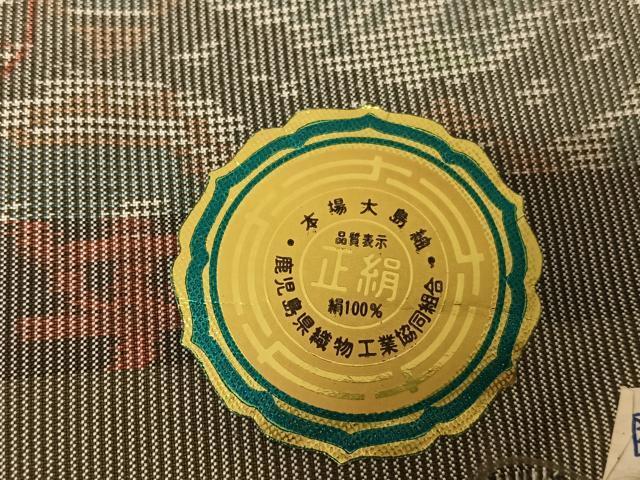 本場大島紬
品質表示
正絹
絹100%
鹿児島県織物工業協同組合